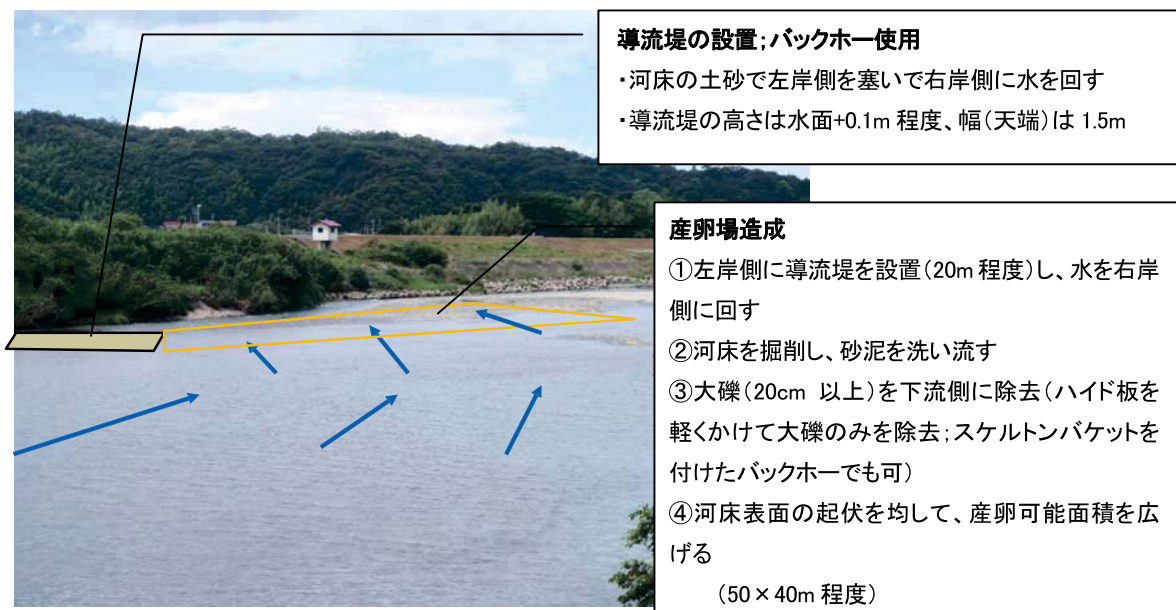 導流堤の設置；バックホー使用
・河床の土砂で左岸側を塞いで右岸側に水を回す
・導流堤の高さは水面+0.1m 程度、幅（天端）は 1.5m
産卵場造成
①左岸側に導流堤を設置（20m 程度）し、水を右岸
側に回す
②河床を掘削し、砂泥を洗い流す
③大礫（20cm 以上）を下流側に除去（ハイド板を
軽くかけて大礫のみを除去；スケルトンバケットを
付けたバックホーでも可）
④河床表面の起伏を均して、産卵可能面積を広
げる
（50×40m 程度）